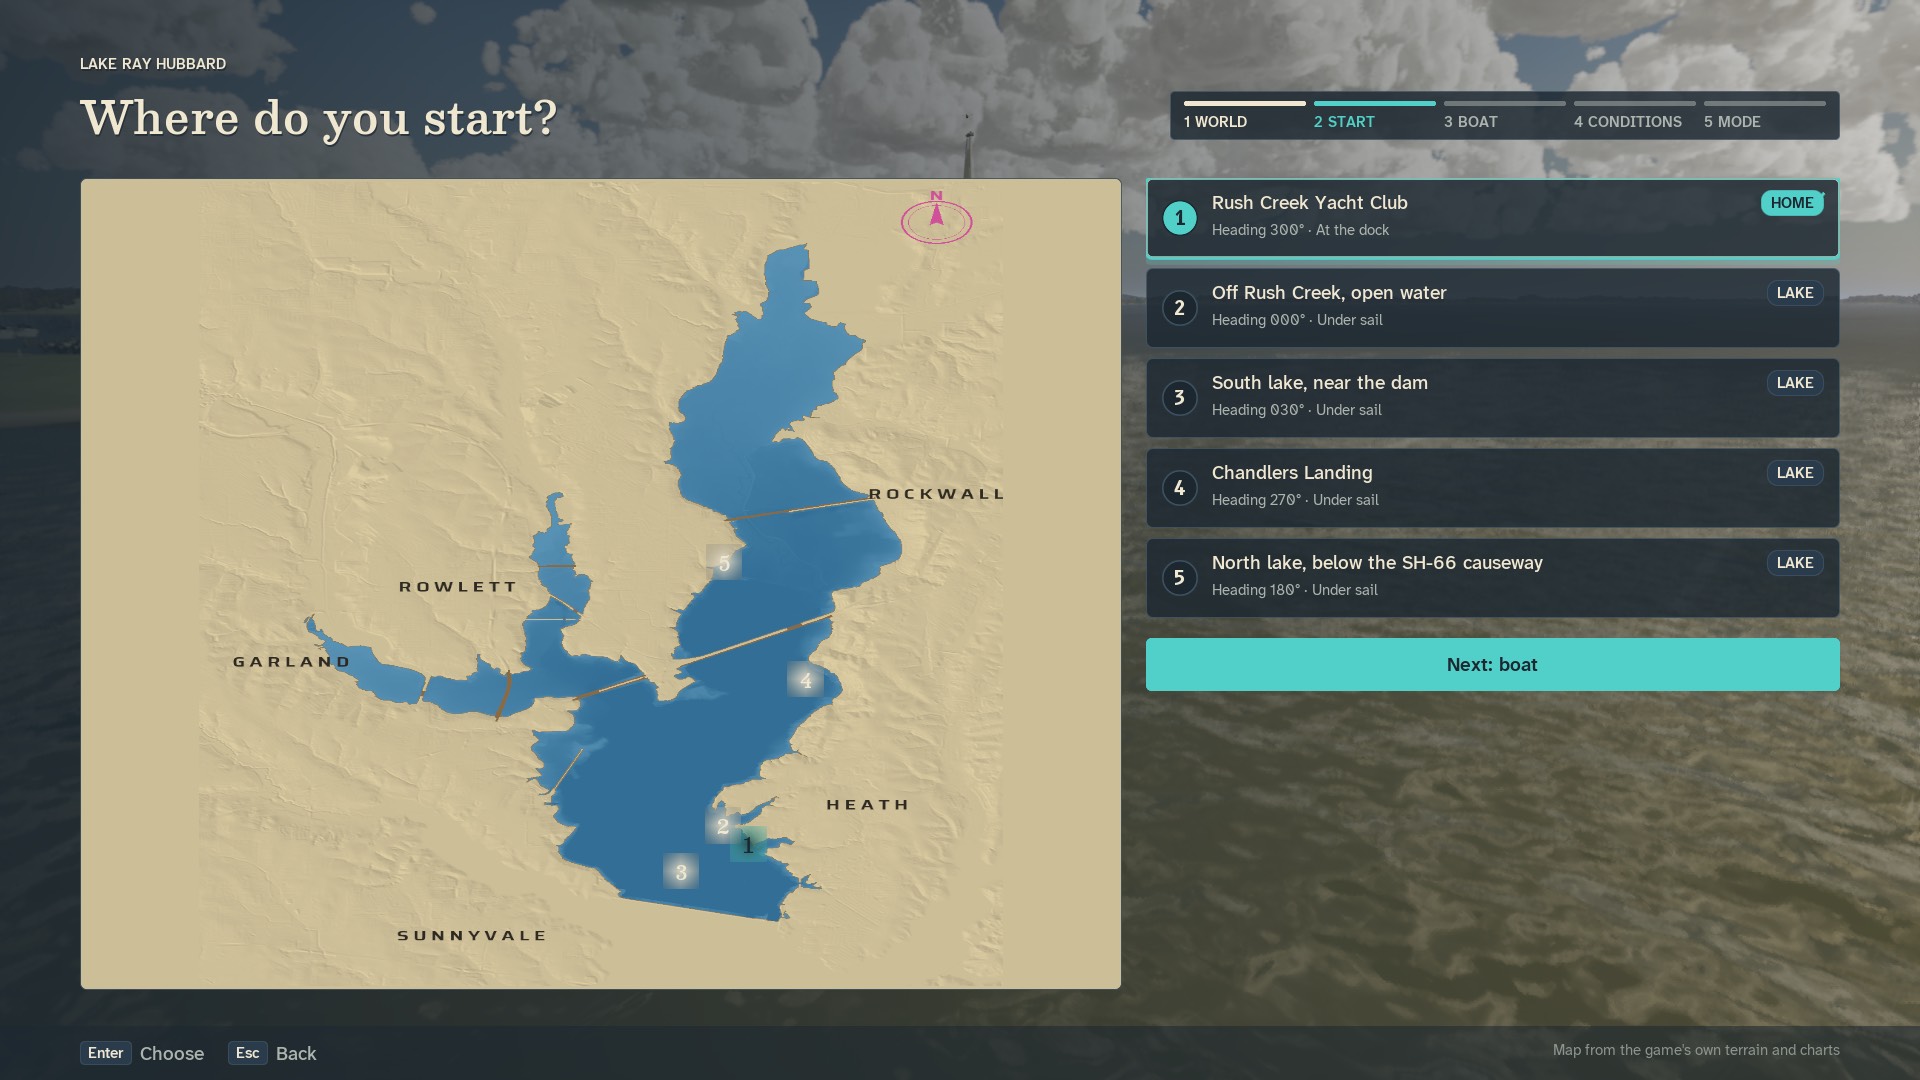 LAKE RAY HUBBARD
Where do you start?
1 WORLD
2 START
3 BOAT
4 CONDITIONS
5 MODE
N
ROCKWALL
5
ROWLETT
GARLAND
4
HEATH
2
1
3
SUNNYVALE
1
Rush Creek Yacht Club
HOME
Heading 300° · At the dock
2
Off Rush Creek, open water
LAKE
Heading 000° · Under sail
3
South lake, near the dam
LAKE
Heading 030° · Under sail
4
Chandlers Landing
LAKE
Heading 270° · Under sail
5
North lake, below the SH-66 causeway
LAKE
Heading 180° · Under sail
Next: boat
Enter Choose Esc Back
Map from the game's own terrain and charts